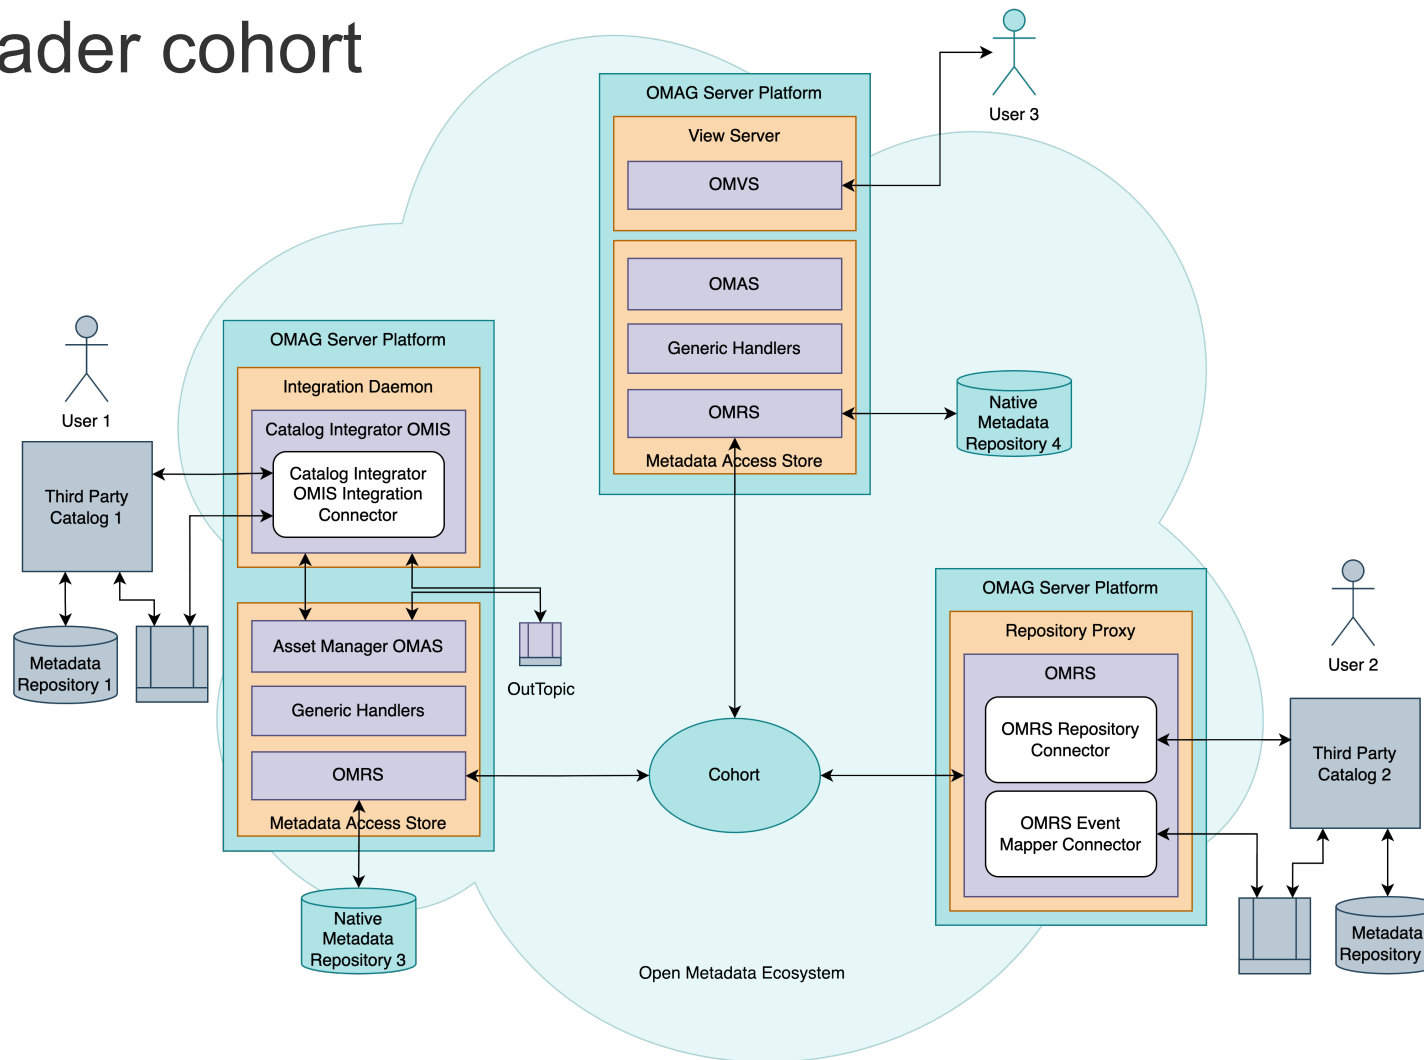 ader cohort
User 3
OMAG Server Platform
View Server
OMVS
OMAS
Generic Handlers
OMRS
Metadata Access Store
Native
Metadata
Repository 4
User 1
Third Party
Catalog 1
Metadata
Repository 1
OMAG Server Platform
Integration Daemon
Catalog Integrator OMIS
Catalog Integrator
OMIS Integration
Connector
Asset Manager OMAS
Generic Handlers
OMRS
Metadata Access Store
OutTopic
Native
Metadata
Repository 3
Cohort
OMAG Server Platform
Repository Proxy
OMRS
OMRS Repository
Connector
OMRS Event
Mapper Connector
User 2
Third Party
Catalog 2
Metadata
Repository
Open Metadata Ecosystem